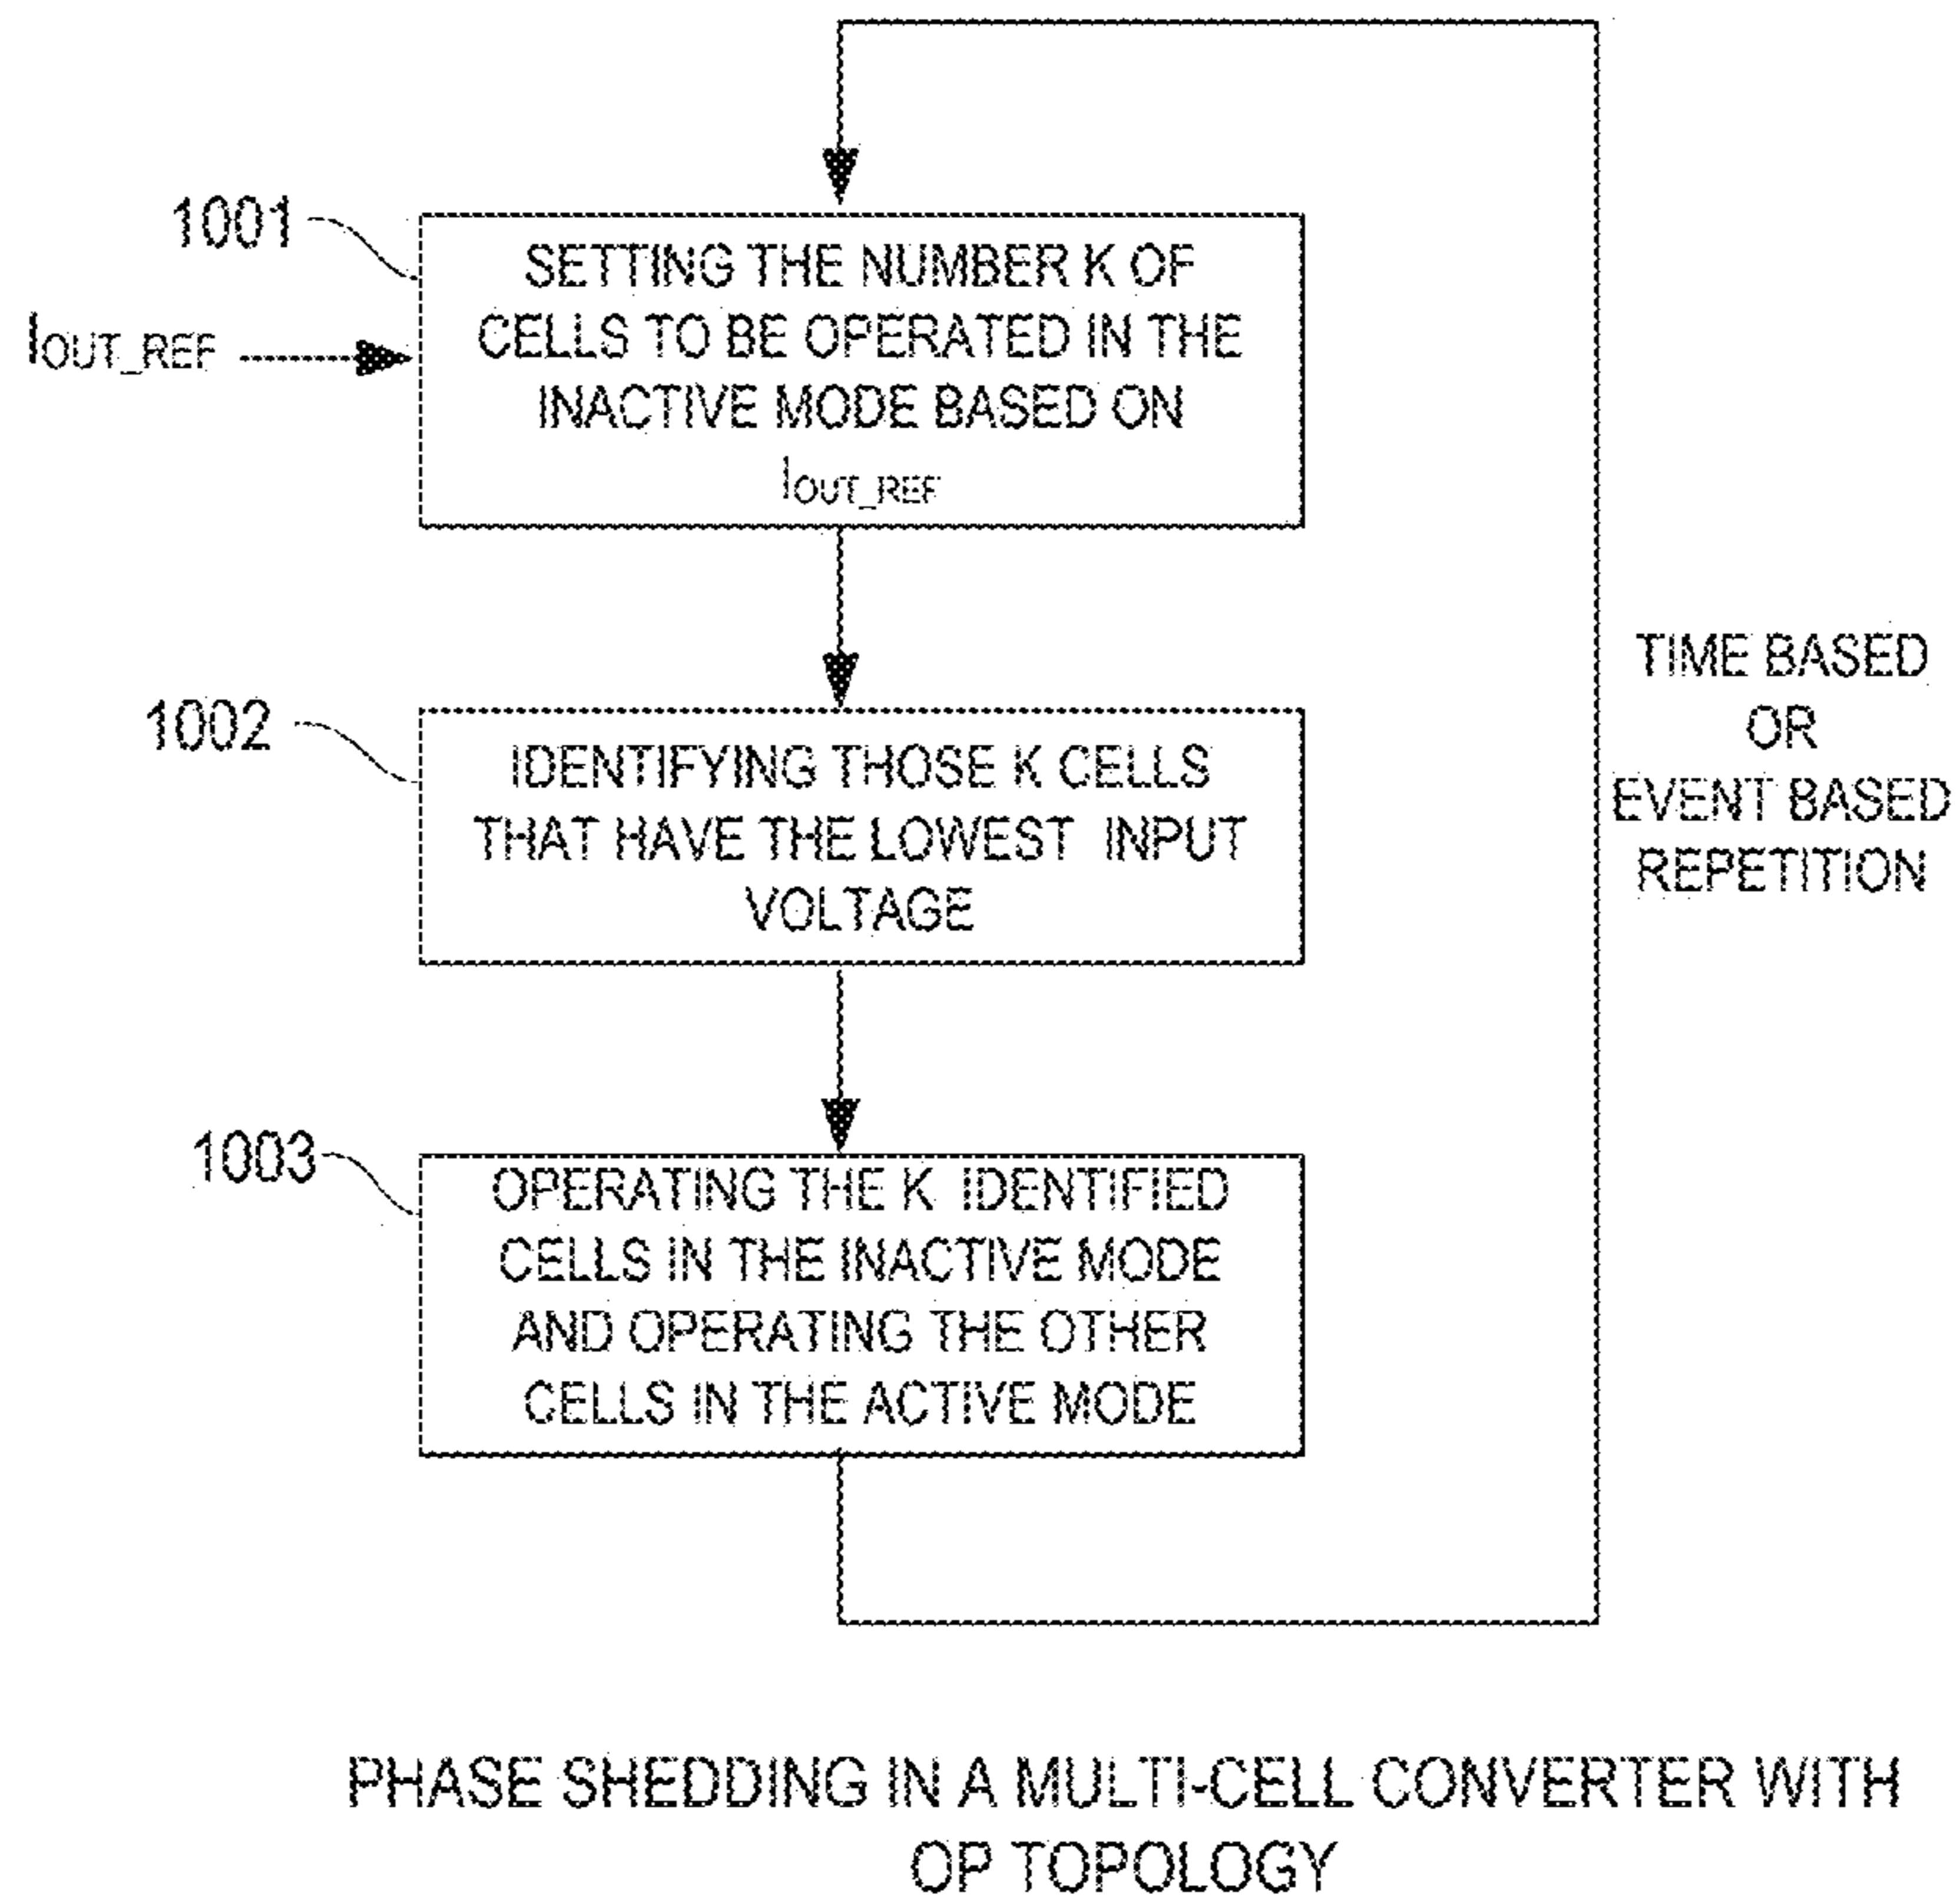 1001
SETTING THE NUMBER K OF
CELLS TO BE OPERATED IN THE
INACTIVE MODE BASED ON
IOUT_REF
IOUT_REF
1002
IDENTIFYING THOSE K CELLS
THAT HAVE THE LOWEST INPUT
VOLTAGE
TIME BASED
OR
EVENT BASED
REPETITION
1003
OPERATING THE K IDENTIFIED
CELLS IN THE INACTIVE MODE
AND OPERATING THE OTHER
CELLS IN THE ACTIVE MODE
PHASE SHEDDING IN A MULTI-CELL CONVERTER WITH
OP TOPOLOGY